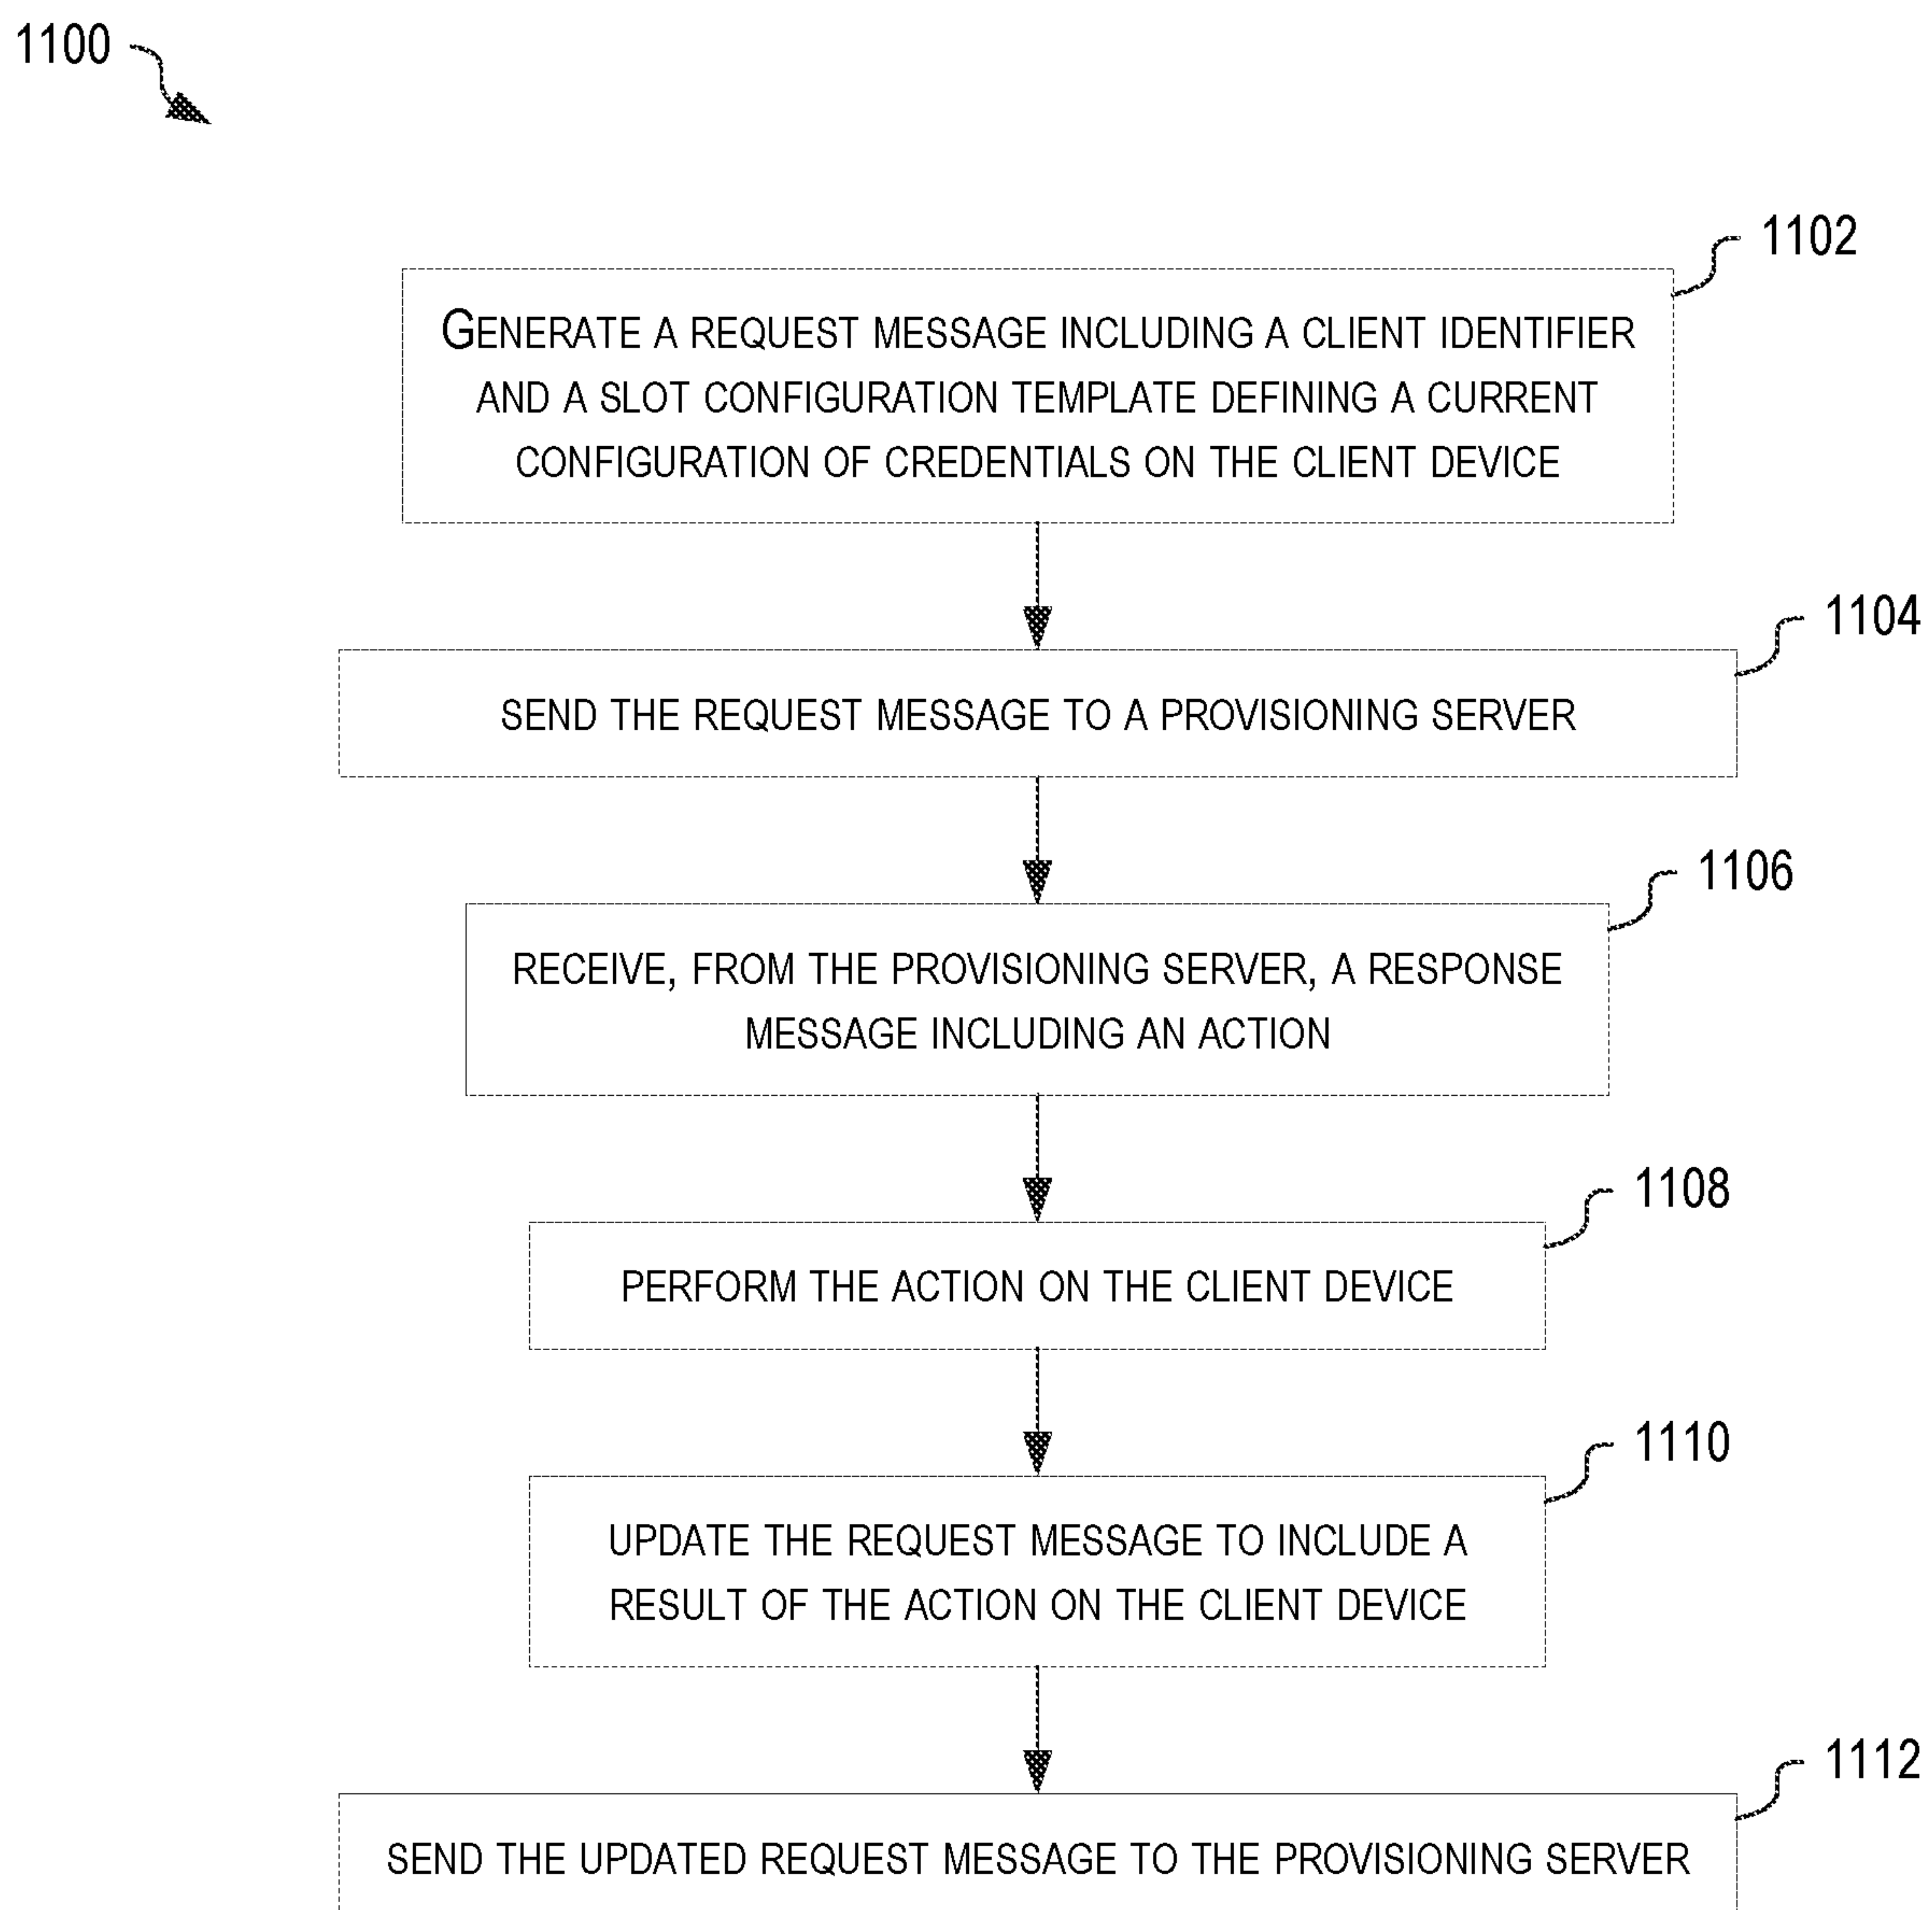 1100
1102
GENERATE A REQUEST MESSAGE INCLUDING A CLIENT IDENTIFIER
AND A SLOT CONFIGURATION TEMPLATE DEFINING A CURRENT
CONFIGURATION OF CREDENTIALS ON THE CLIENT DEVICE
1104
SEND THE REQUEST MESSAGE TO A PROVISIONING SERVER
1106
RECEIVE, FROM THE PROVISIONING SERVER, A RESPONSE
MESSAGE INCLUDING AN ACTION
1108
PERFORM THE ACTION ON THE CLIENT DEVICE
1110
UPDATE THE REQUEST MESSAGE TO INCLUDE A
RESULT OF THE ACTION ON THE CLIENT DEVICE
1112
SEND THE UPDATED REQUEST MESSAGE TO THE PROVISIONING SERVER